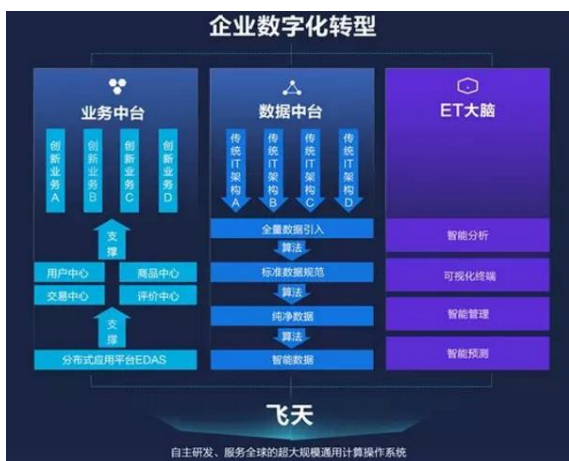 企业数字化转型
业务中台
创新业务A
创新业务B
创新业务C
创新业务D
支撑
用户中心
商品中心
交易中心
评价中心
支撑
分布式应用平台EDAS
数据中台
传统IT架构A
传统IT架构B
传统IT架构C
传统IT架构D
全量数据引入
算法
标准数据规范
算法
纯净数据
算法
智能数据
ET大脑
智能分析
可视化终端
智能管理
智能预测
飞天
自主研发、服务全球的超大规模通用计算操作系统